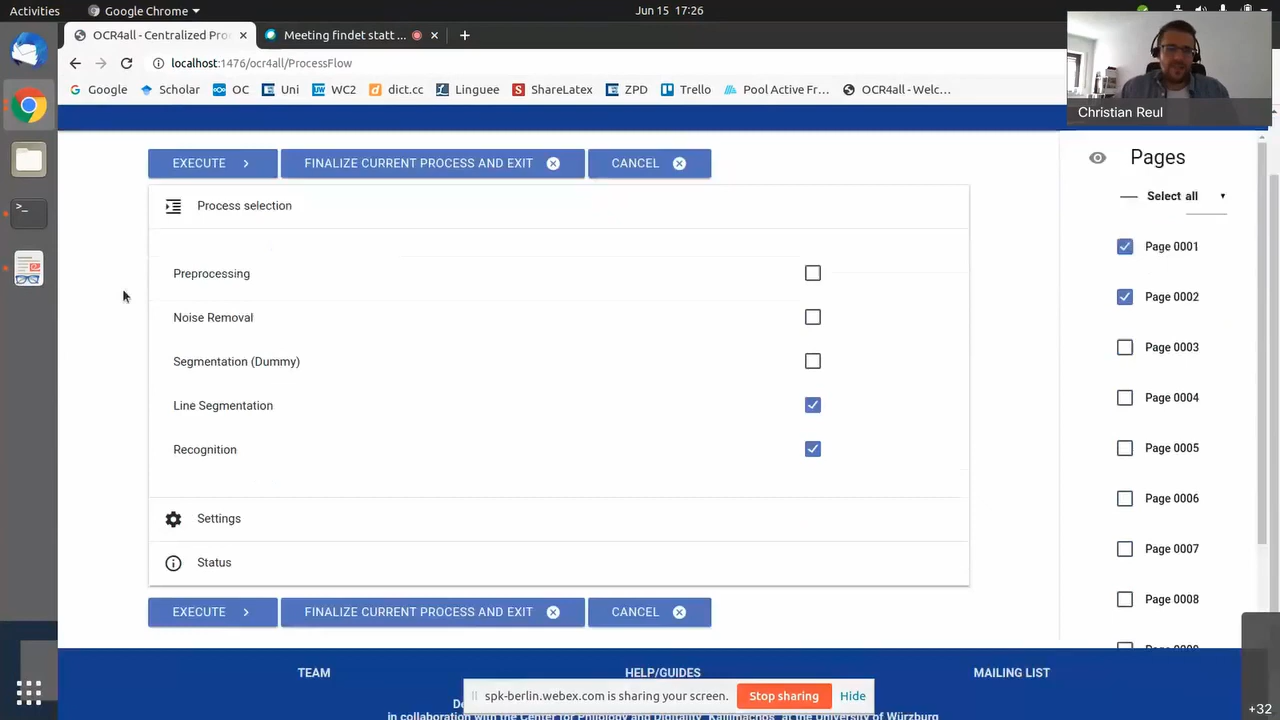 Activities
Google Chrome
Jun 15 17:26
OCR4all - Centralized Pro
Meeting findet statt ...
localhost:1476/ocr4all/ProcessFlow
Google Scholar OC Uni WC2 dict.cc Linguee ShareLatex ZPD Trello Pool Active Fr... OCR4all - Welc...
Christian Reul
EXECUTE FINALIZE CURRENT PROCESS AND EXIT CANCEL
Process selection
Preprocessing
Noise Removal
Segmentation (Dummy)
Line Segmentation
Recognition
Settings
Status
EXECUTE FINALIZE CURRENT PROCESS AND EXIT CANCEL
Pages
Select all
Page 0001
Page 0002
Page 0003
Page 0004
Page 0005
Page 0006
Page 0007
Page 0008
TEAM HELP/GUIDES MAILING LIST
spk-berlin.webex.com is sharing your screen. Stop sharing Hide
in collaboration with the Center for Philology and Digitality "Kallimachos" at the University of Würzburg
+32